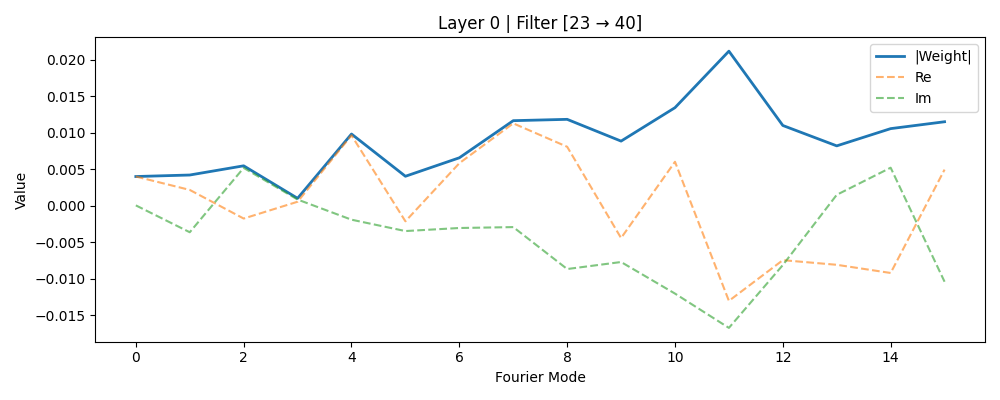 Layer 0 | Filter [23 → 40]
|Weight|
Re
Im
Value
0.020
0.015
0.010
0.005
0.000
−0.005
−0.010
−0.015
0 2 4 6 8 10 12 14
Fourier Mode